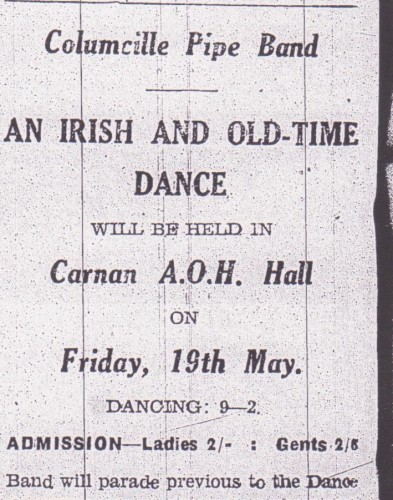 Columcille Pipe Band
AN IRISH AND OLD-TIME
DANCE
WILL BE HELD IN
Carnan A.O.H. Hall
ON
Friday, 19th May.
DANCING: 9—2.
ADMISSION—Ladies 2/- : Gents 2/6
Band will parade previous to the Dance